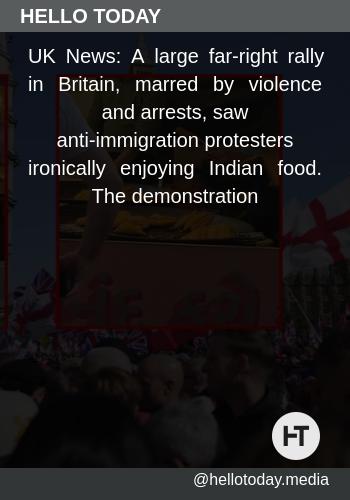 HELLO TODAY
UK News: A large far-right rally
in Britain, marred by violence
and arrests, saw
anti-immigration protesters
ironically enjoying Indian food.
The demonstration
HT
@hellotoday.media